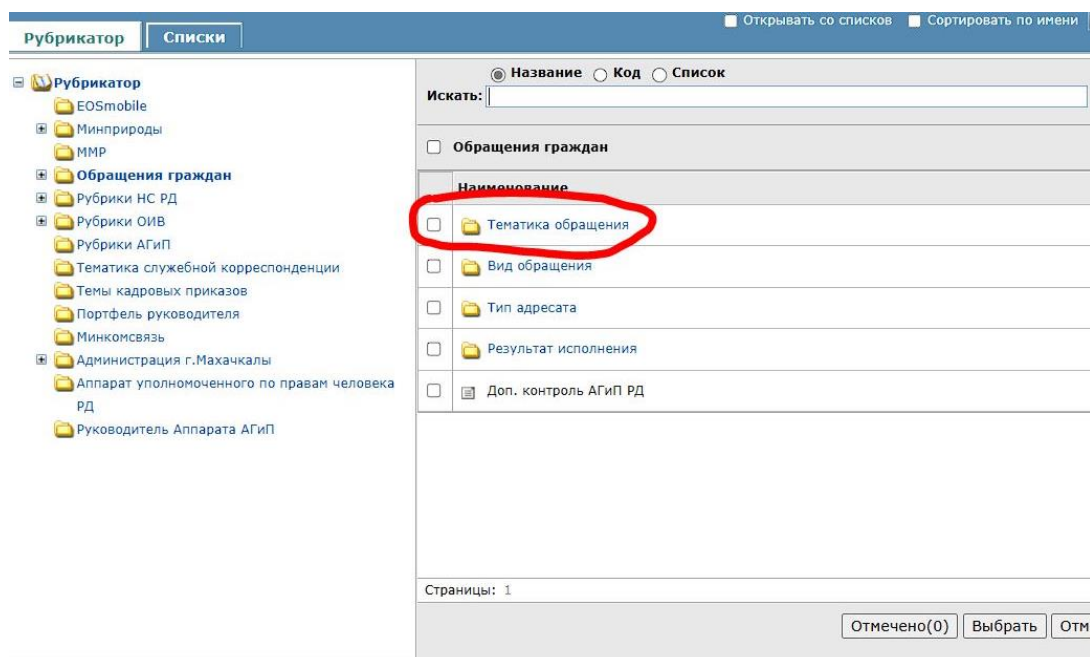 Открывать со списков Сортировать по имени
Рубрикатор Списки
Рубрикатор
EOSmobile
Минприроды
ММР
Обращения граждан
Рубрики НС РД
Рубрики ОИВ
Рубрики АГиП
Тематика служебной корреспонденции
Темы кадровых приказов
Портфель руководителя
Минкомсвязь
Администрация г.Махачкалы
Аппарат уполномоченного по правам человека
РД
Руководитель Аппарата АГиП
Название Код Список
Искать:
Обращения граждан
Наименование
Тематика обращения
Вид обращения
Тип адресата
Результат исполнения
Доп. контроль АГиП РД
Страницы: 1
Отмечено(0) Выбрать Отм